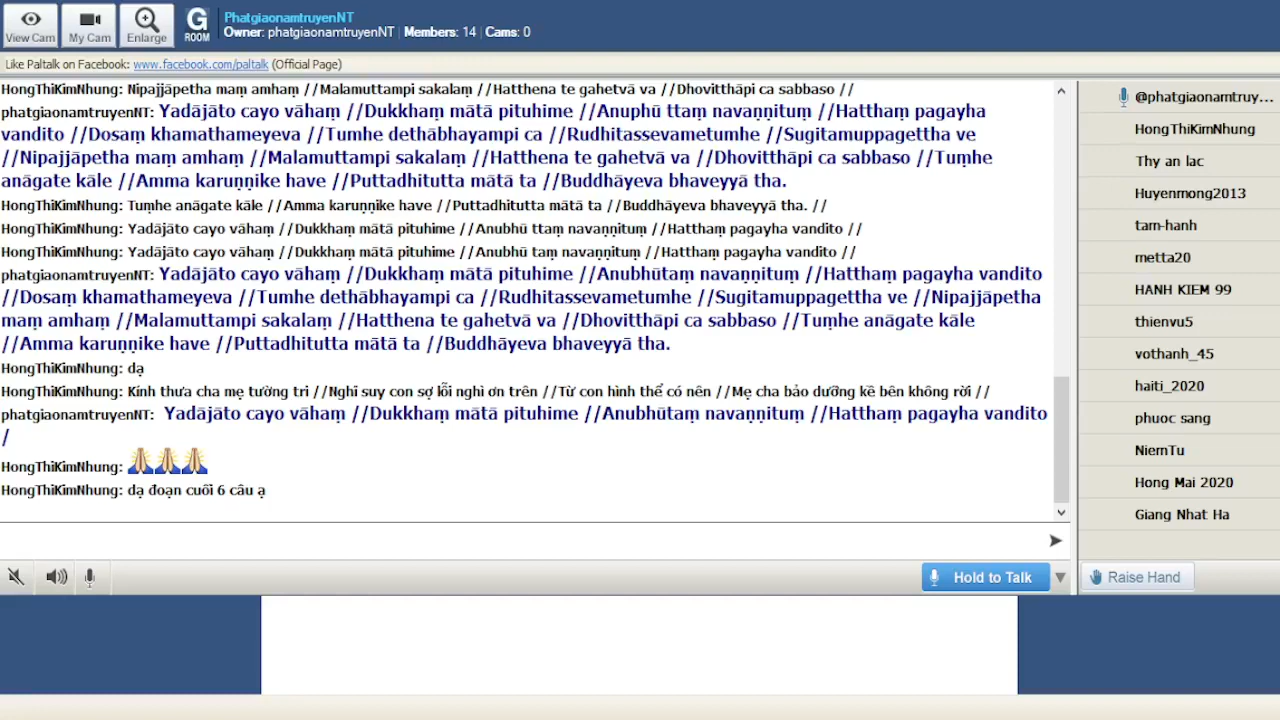 View Cam
My Cam
Enlarge
G
ROOM
PhatgiaonamtruyenNT
Owner: phatgiaonamtruyenNT | Members: 14 | Cams: 0
Like Paltalk on Facebook: www.facebook.com/paltalk (Official Page)
HongThiKimNhung: Nipajjāpetha maṃ amhaṃ //Malamuttampi sakalaṃ //Hatthena te gahetvā va //Dhovitthāpi ca sabbaso //
phatgiaonamtruyenNT: Yadājāto cayo vāhaṃ //Dukkhaṃ mātā pituhime //Anuphū ttaṃ navaṇṇituṃ //Hatthaṃ pagayha
vandito //Dosaṃ khamathameyeva //Tumhe dethābhayampi ca //Rudhitassevametumhe //Sugitamuppagettha ve
//Nipajjāpetha maṃ amhaṃ //Malamuttampi sakalaṃ //Hatthena te gahetvā va //Dhovitthāpi ca sabbaso //Tuṃhe
anāgate kāle //Amma karuṇṇike have //Puttadhitutta mātā ta //Buddhāyeva bhaveyyā tha.
HongThiKimNhung: Tuṃhe anāgate kāle //Amma karuṇṇike have //Puttadhitutta mātā ta //Buddhāyeva bhaveyyā tha. //
HongThiKimNhung: Yadājāto cayo vāhaṃ //Dukkhaṃ mātā pituhime //Anubhū ttaṃ navaṇṇituṃ //Hatthaṃ pagayha vandito //
HongThiKimNhung: Yadājāto cayo vāhaṃ //Dukkhaṃ mātā pituhime //Anubhū taṃ navaṇṇituṃ //Hatthaṃ pagayha vandito //
phatgiaonamtruyenNT: Yadājāto cayo vāhaṃ //Dukkhaṃ mātā pituhime //Anubhūtaṃ navaṇṇituṃ //Hatthaṃ pagayha vandito
//Dosaṃ khamathameyeva //Tumhe dethābhayampi ca //Rudhitassevametumhe //Sugitamuppagettha ve //Nipajjāpetha
maṃ amhaṃ //Malamuttampi sakalaṃ //Hatthena te gahetvā va //Dhovitthāpi ca sabbaso //Tuṃhe anāgate kāle
//Amma karuṇṇike have //Puttadhitutta mātā ta //Buddhāyeva bhaveyyā tha.
HongThiKimNhung: dạ
HongThiKimNhung: Kính thưa cha mẹ tường tri //Nghĩ suy con sợ lỗi nghì ơn trên //Từ con hình thể có nên //Mẹ cha bảo dưỡng kề bên không rời //
phatgiaonamtruyenNT: Yadājāto cayo vāhaṃ //Dukkhaṃ mātā pituhime //Anubhūtaṃ navaṇṇituṃ //Hatthaṃ pagayha vandito
/
HongThiKimNhung: 🙏🙏🙏
HongThiKimNhung: dạ đoạn cuối 6 câu ạ
Hold to Talk
@phatgiaonamtruy...
HongThiKimNhung
Thy an lac
Huyenmong2013
tam-hanh
metta20
HẠNH KIEM 99
thienvu5
vothanh_45
haiti_2020
phuoc sang
NiemTu
Hong Mai 2020
Giang Nhat Ha
Raise Hand